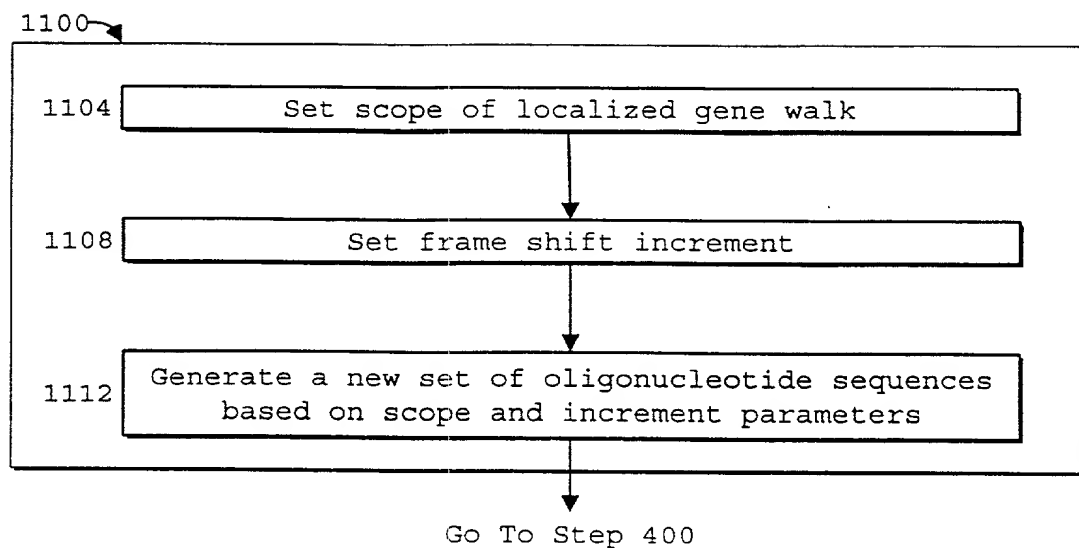 1100
1104 Set scope of localized gene walk
1108 Set frame shift increment
1112 Generate a new set of oligonucleotide sequences
based on scope and increment parameters
Go To Step 400